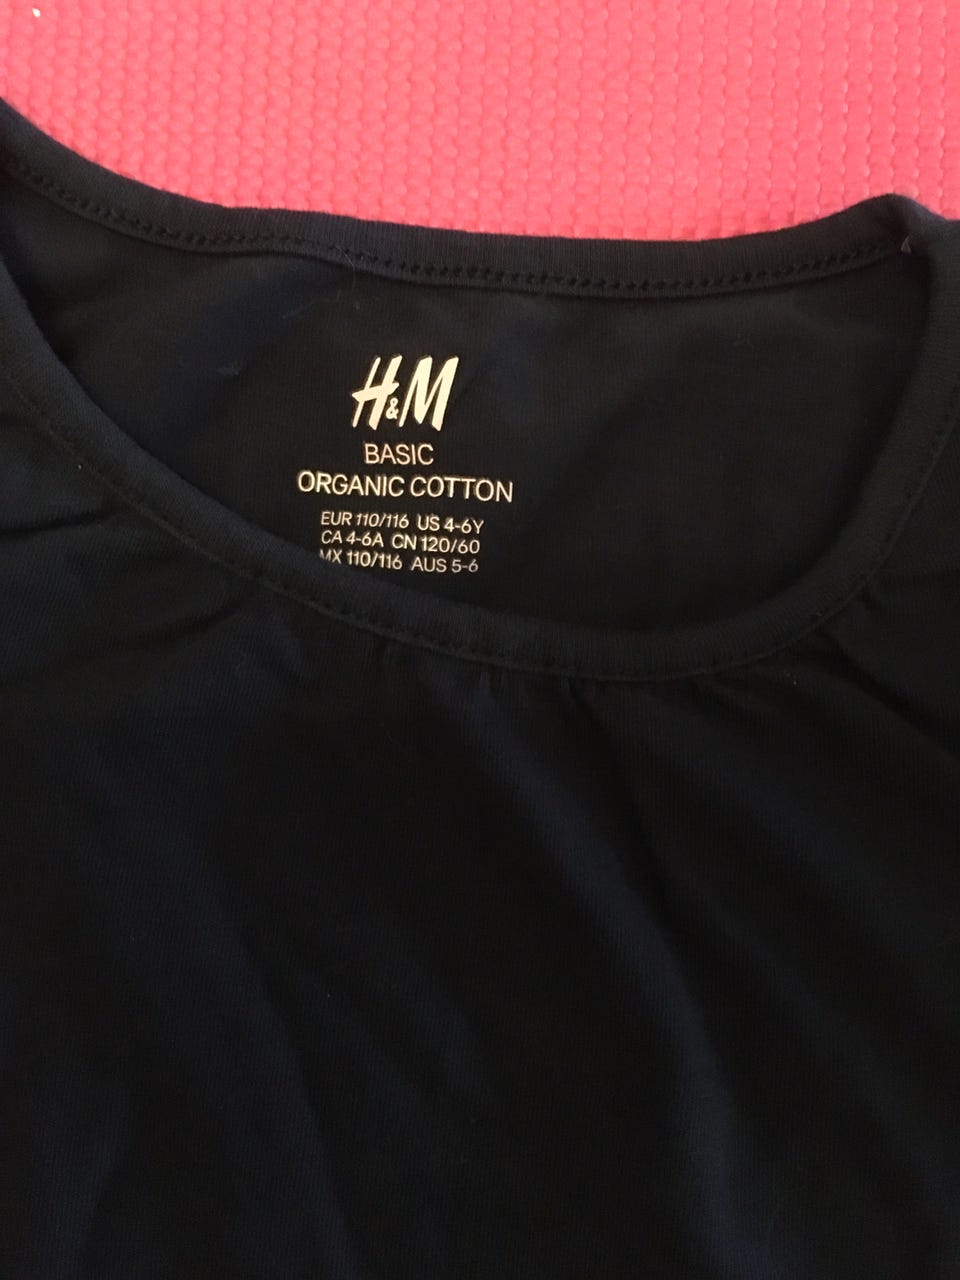 H&M
BASIC
ORGANIC COTTON
EUR 110/116 US 4-6Y
CA 4-6A CN 120/60
MX 110/116 AUS 5-6